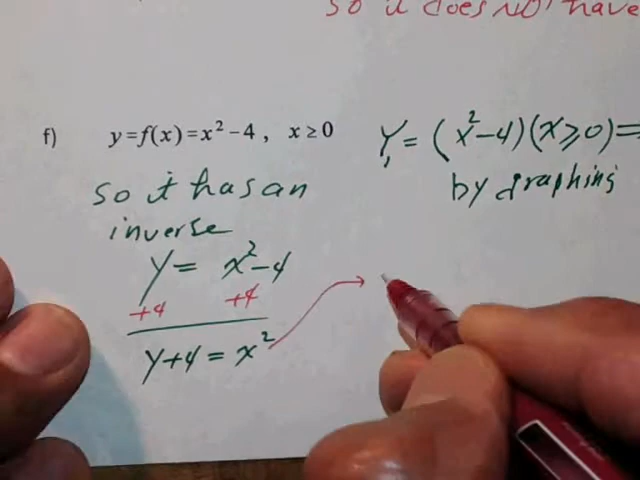 so it does not have
f) y=f(x)=x²-4, x≥0
Y₁ = (x²-4)(x≥0)=
by graphing
so it has an
inverse
y = x²-4
+4 +4
y+4 = x²